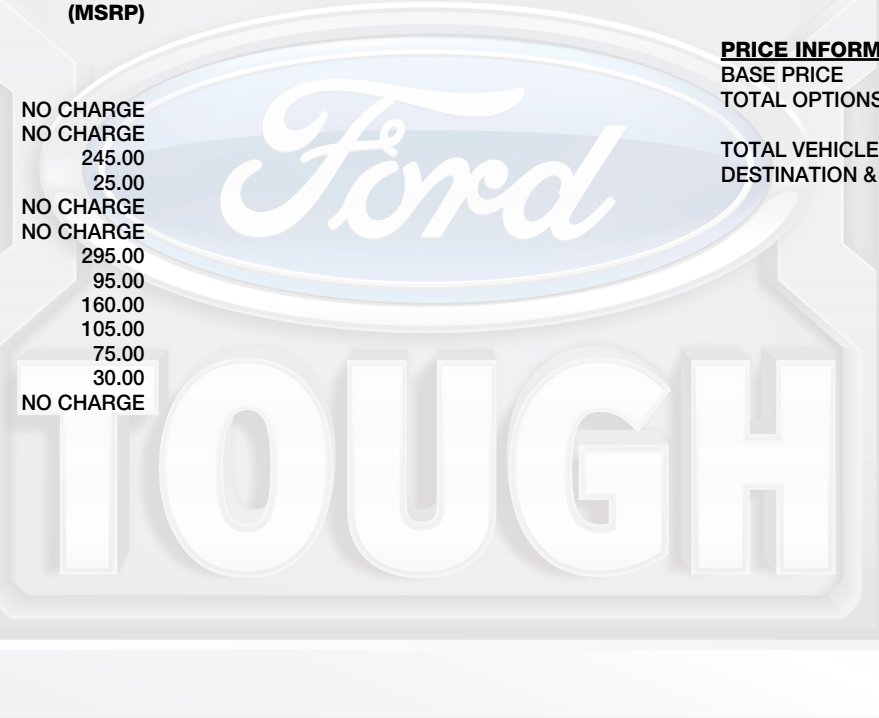 (MSRP)
NO CHARGE
NO CHARGE
245.00
25.00
NO CHARGE
NO CHARGE
295.00
95.00
160.00
105.00
75.00
30.00
NO CHARGE
PRICE INFORM
BASE PRICE
TOTAL OPTIONS
TOTAL VEHICLE
DESTINATION &
Ford
TOUGH